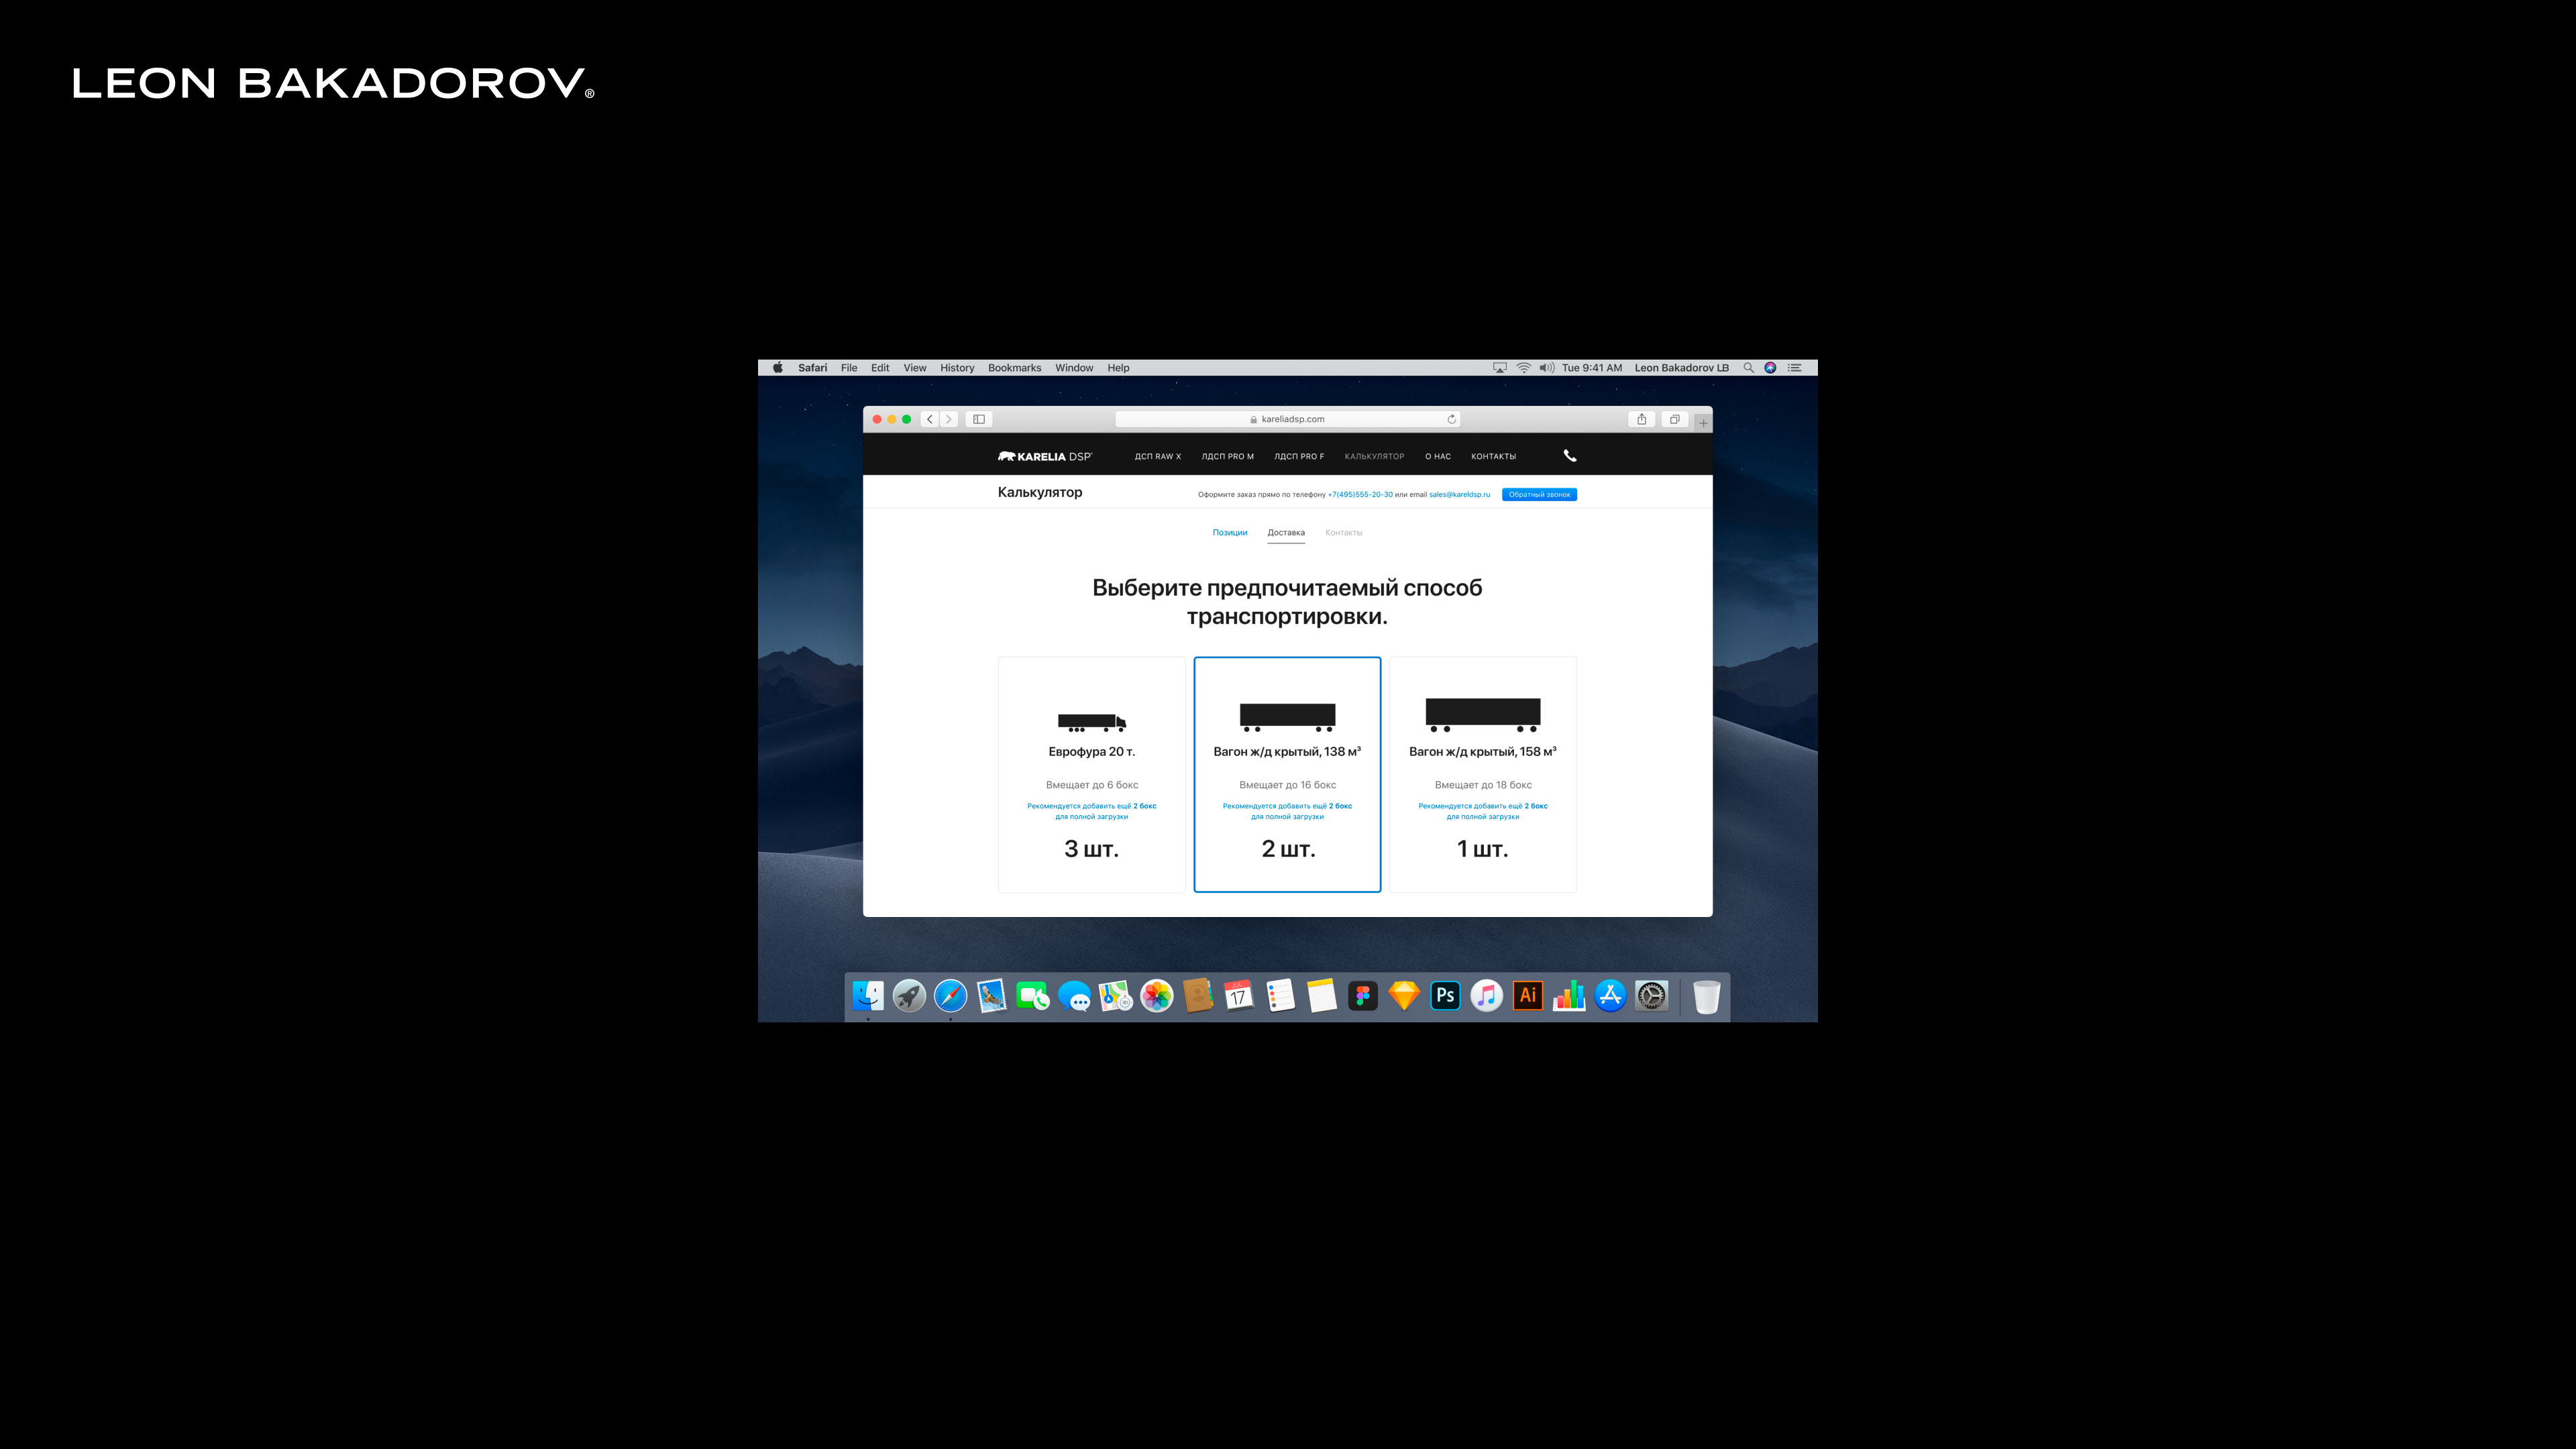 LEON BAKADOROV®
Safari File Edit View History Bookmarks Window Help
Tue 9:41 AM Leon Bakadorov LB
kareliadsp.com
KARELIA DSP
ДСП RAW X ЛДСП PRO M ЛДСП PRO F КАЛЬКУЛЯТОР О НАС КОНТАКТЫ
Калькулятор
Оформите заказ прямо по телефону +7(495)555-20-30 или email sales@kareldsp.ru
Обратный звонок
Позиции Доставка Контакты
Выберите предпочитаемый способ
транспортировки.
Еврофура 20 т.
Вмещает до 6 бокс
Рекомендуется добавить ещё 2 бокс
для полной загрузки
3 шт.
Вагон ж/д крытый, 138 м³
Вмещает до 16 бокс
Рекомендуется добавить ещё 2 бокс
для полной загрузки
2 шт.
Вагон ж/д крытый, 158 м³
Вмещает до 18 бокс
Рекомендуется добавить ещё 2 бокс
для полной загрузки
1 шт.
JUL
17
3D
Ps
Ai